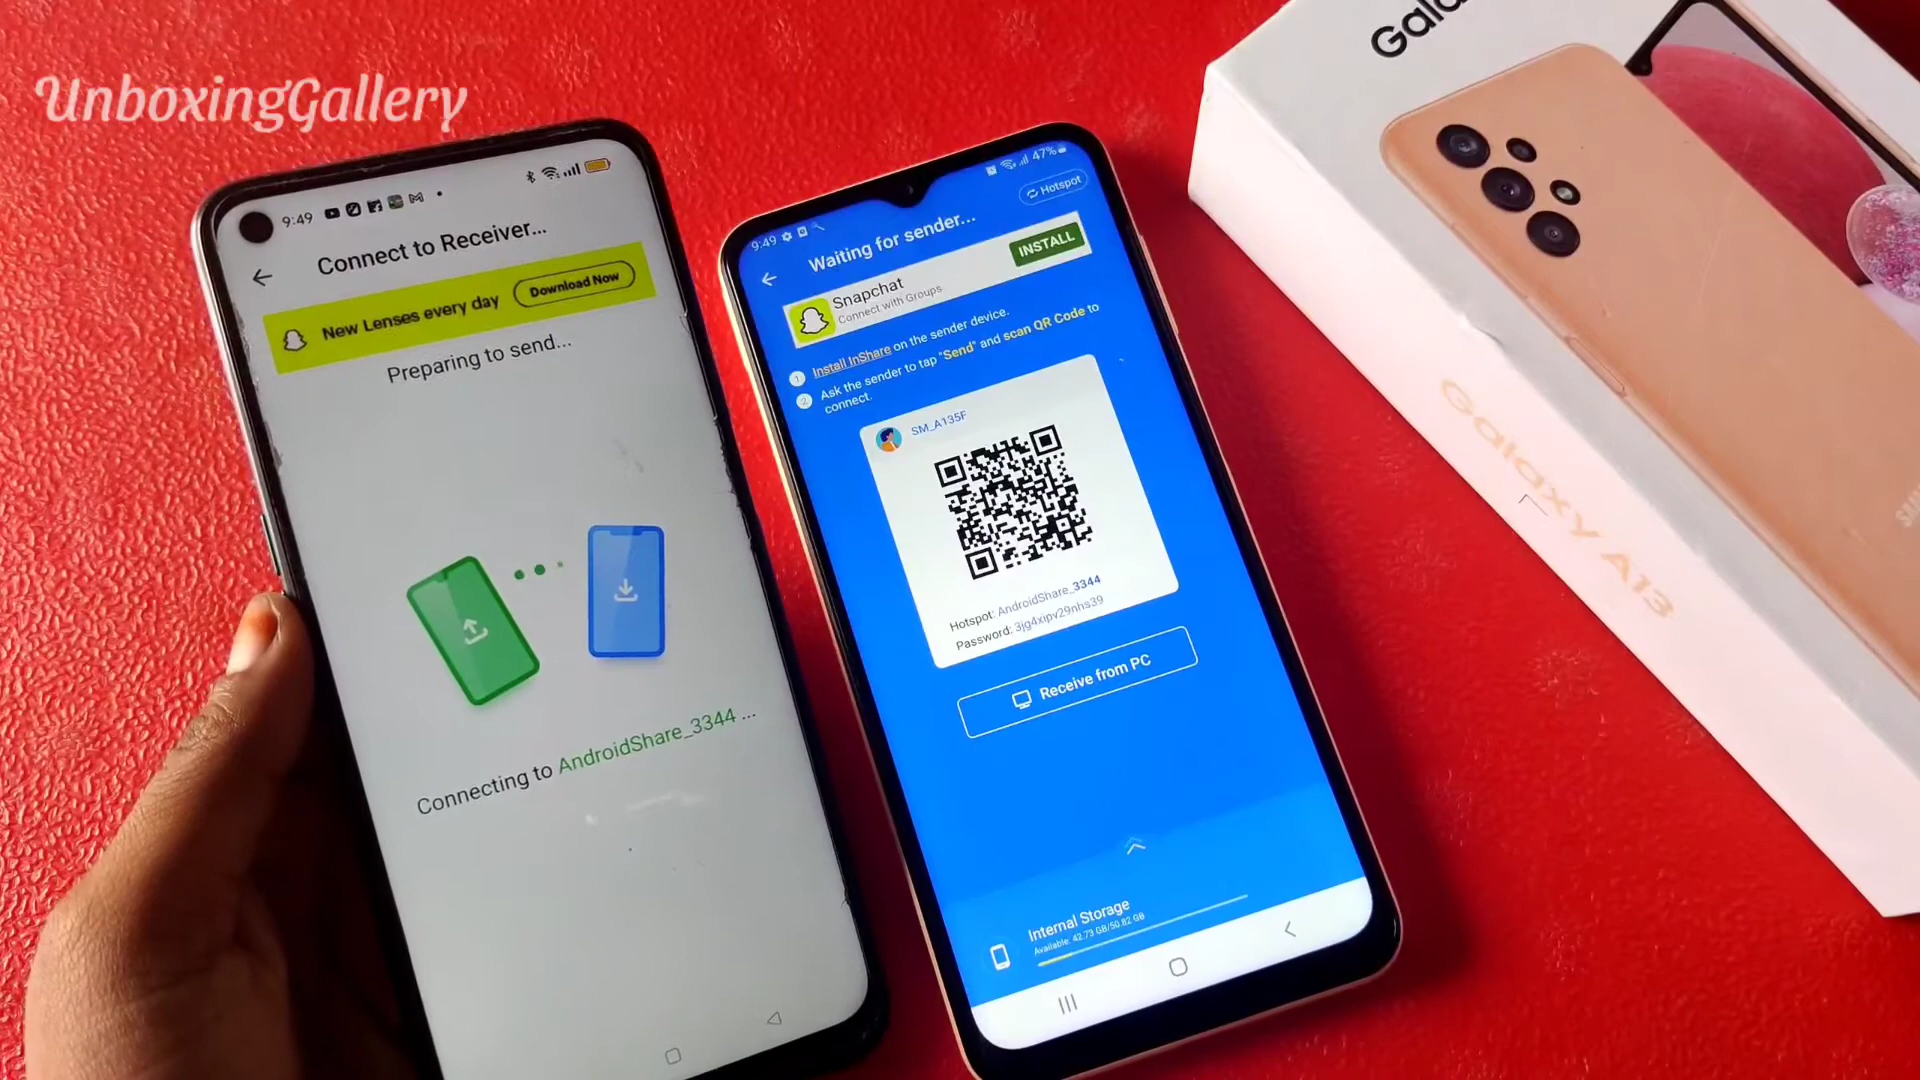 UnboxingGallery
9:49
Connect to Receiver...
New Lenses every day
Download Now
Preparing to send...
Connecting to AndroidShare_3344 ...
9:49
47%
Hotspot
Waiting for sender...
Snapchat
Connect with Groups
INSTALL
1 Install InShare on the sender device.
2 Ask the sender to tap "Send" and scan QR Code to
connect.
SM_A135F
Hotspot: AndroidShare_3344
Password: 3jg4xipv29nhs39
Receive from PC
Internal Storage
Available: 42.73 GB/50.82 GB
Galaxy A13